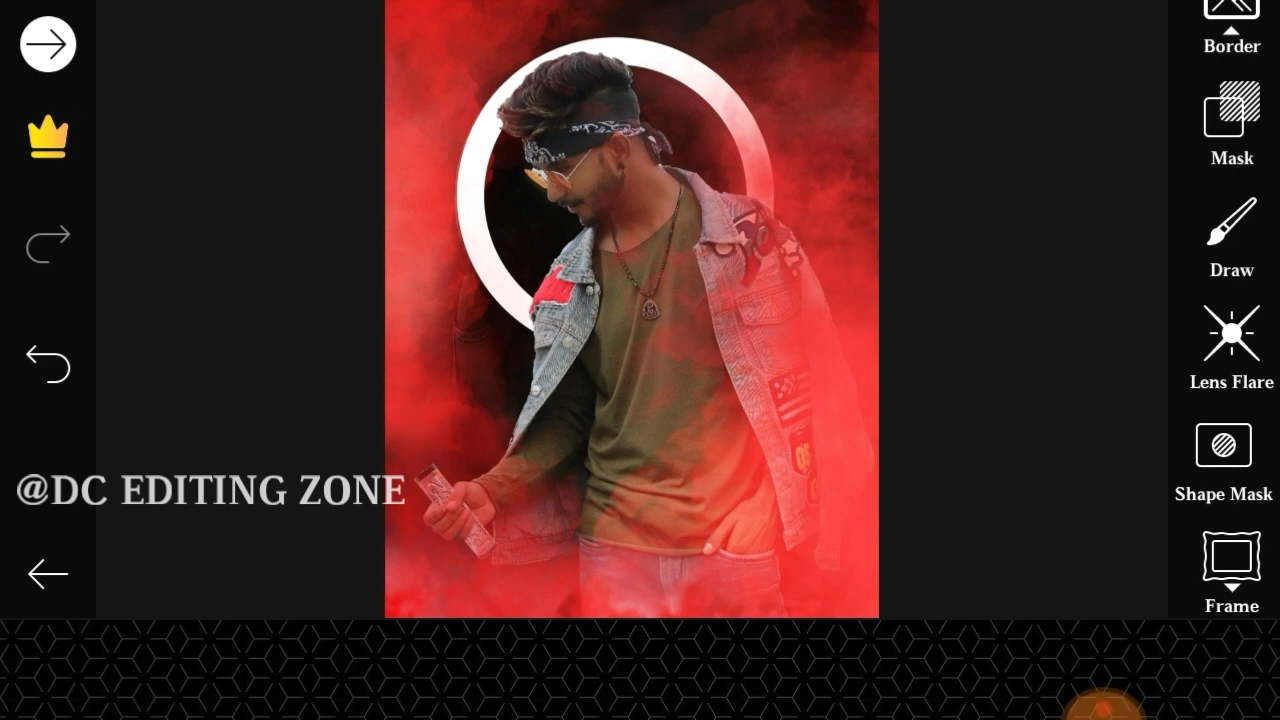 Border
Mask
Draw
Lens Flare
@DC EDITING ZONE
Shape Mask
Frame